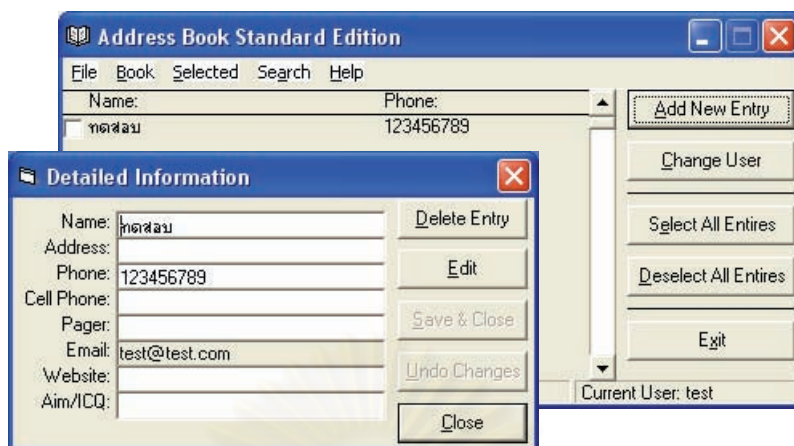 Address Book Standard Edition
File Book Selected Search Help
Name: Phone:
ทดสอบ 123456789
Add New Entry
Change User
Select All Entires
Deselect All Entires
Exit
Current User: test
Detailed Information
Name: ทดสอบ
Address:
Phone: 123456789
Cell Phone:
Pager:
Email: test@test.com
Website:
Aim/ICQ:
Delete Entry
Edit
Save & Close
Undo Changes
Close